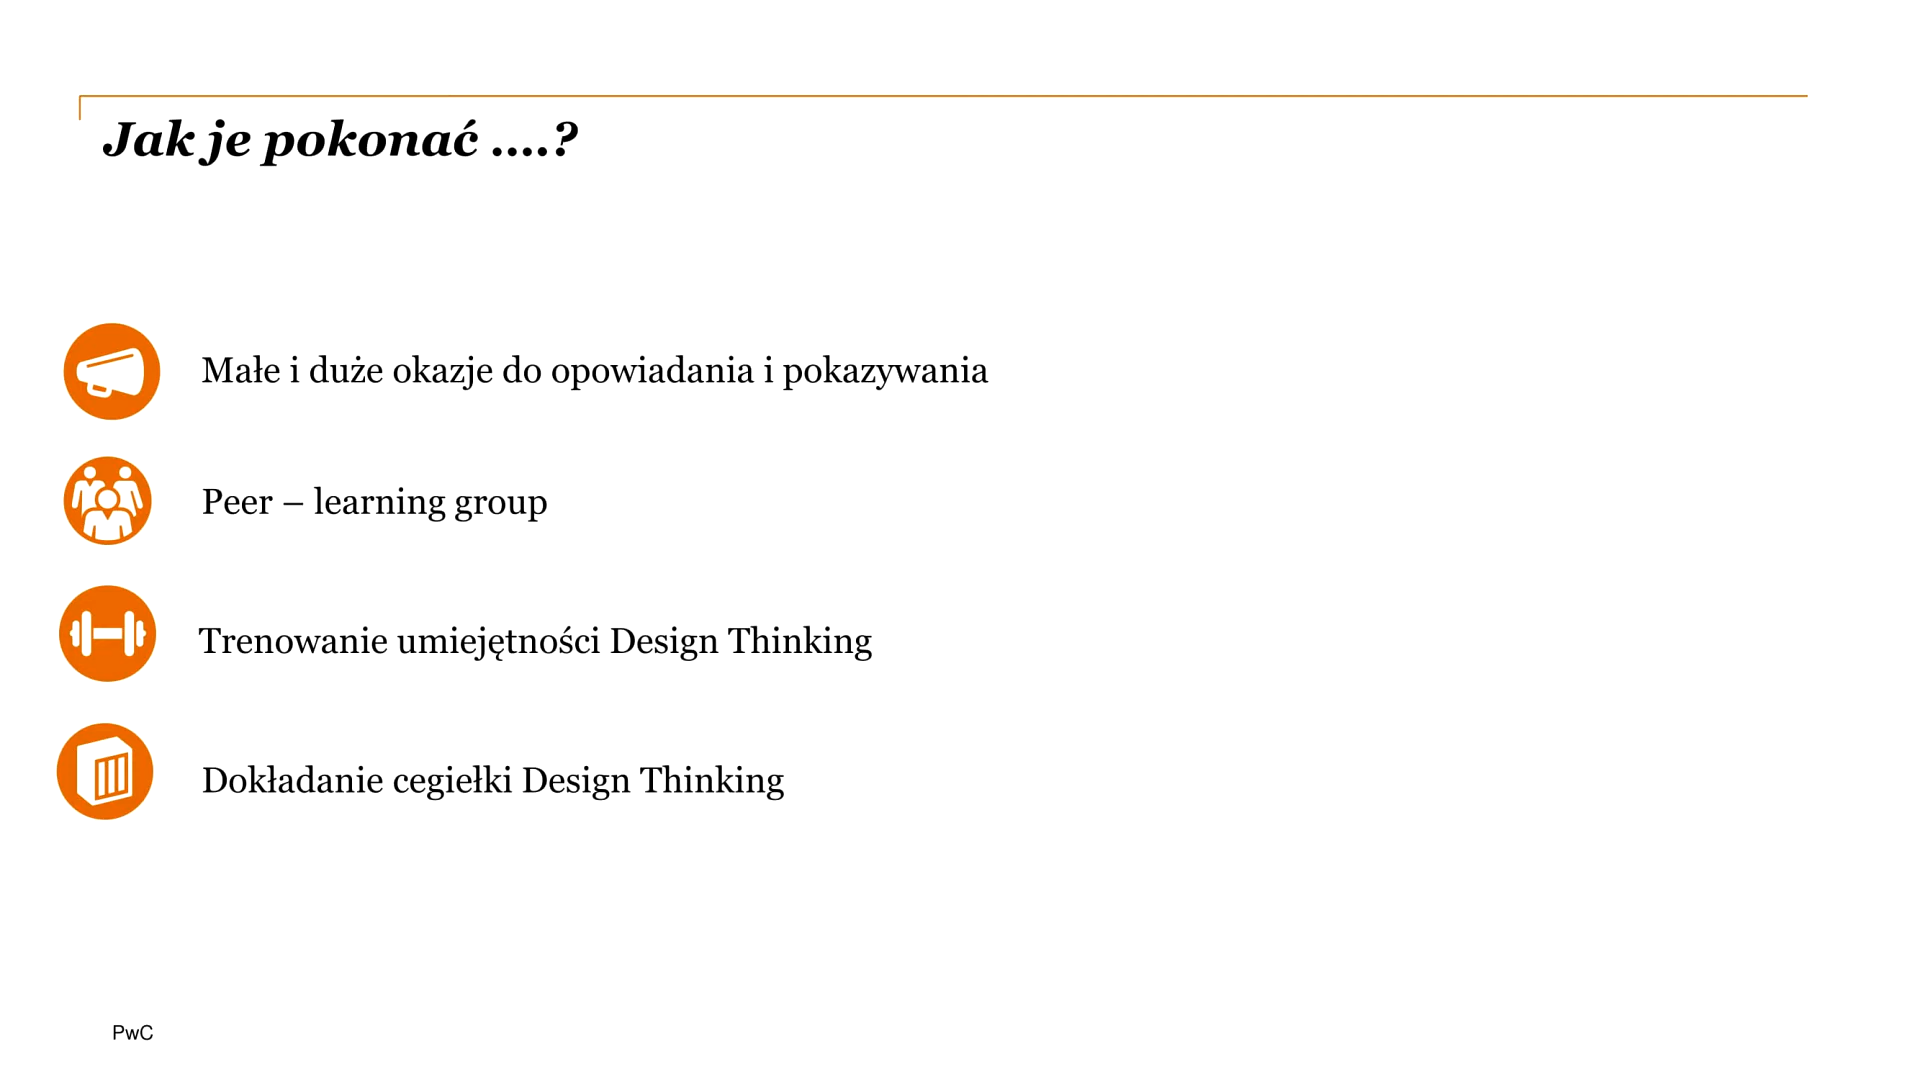 Jak je pokonać ....?
Małe i duże okazje do opowiadania i pokazywania
Peer – learning group
Trenowanie umiejętności Design Thinking
Dokładanie cegiełki Design Thinking
PwC